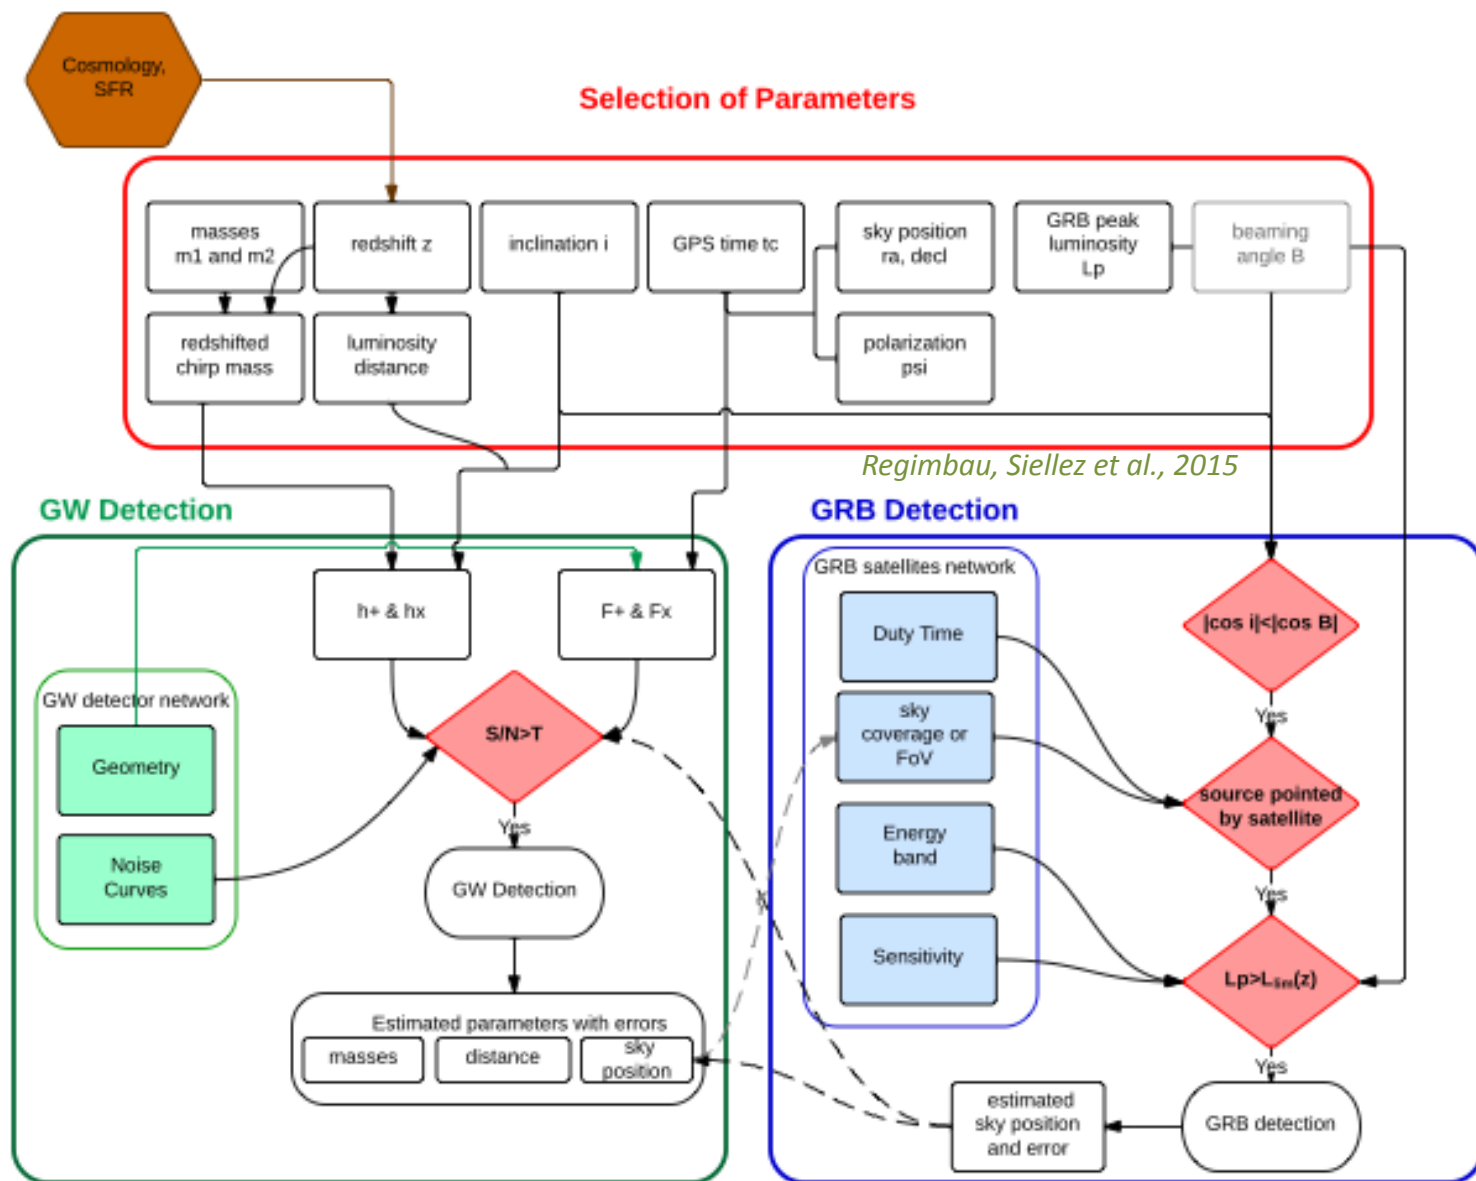 Cosmology,
SFR
Selection of Parameters
masses
m1 and m2
redshift z
inclination i
GPS time tc
sky position
ra, decl
GRB peak
luminosity
Lp
beaming
angle B
redshifted
chirp mass
luminosity
distance
polarization
psi
Regimbau, Siellez et al., 2015
GW Detection
GRB Detection
GRB satellites network
h+ & hx
F+ & Fx
Duty Time
|cos i|<|cos B|
GW detector network
Yes
S/N>T
sky
coverage or
FoV
Geometry
source pointed
by satellite
Yes
Energy
band
Noise
Curves
GW Detection
Yes
Sensitivity
Lp>Llim(z)
Estimated parameters with errors
masses
distance
sky
position
Yes
estimated
sky position
and error
GRB detection